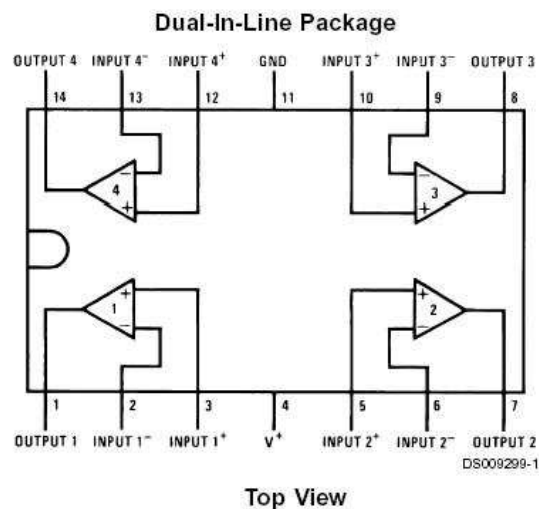 Dual-In-Line Package
OUTPUT 4 INPUT 4⁻ INPUT 4⁺ GND INPUT 3⁺ INPUT 3⁻ OUTPUT 3
14 13 12 11 10 9 8
− −
4 3
+ +
+ +
1 2
− −
1 2 3 4 5 6 7
OUTPUT 1 INPUT 1⁻ INPUT 1⁺ V⁺ INPUT 2⁺ INPUT 2⁻ OUTPUT 2
DS009299-1
Top View